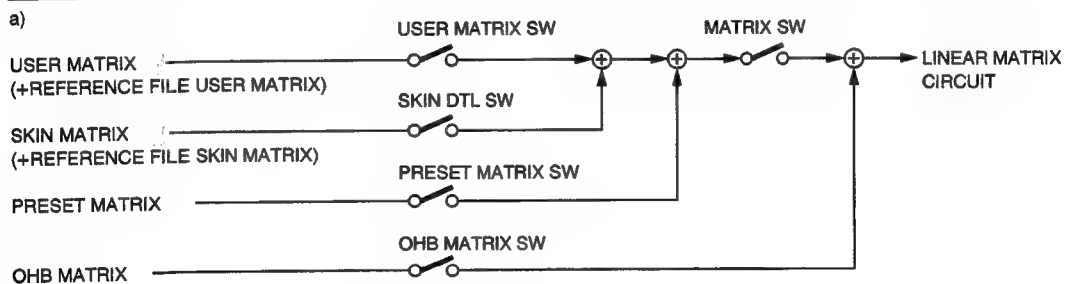 a)
USER MATRIX SW
MATRIX SW
USER MATRIX
(+REFERENCE FILE USER MATRIX)
LINEAR MATRIX
CIRCUIT
SKIN DTL SW
SKIN MATRIX
(+REFERENCE FILE SKIN MATRIX)
PRESET MATRIX SW
PRESET MATRIX
OHB MATRIX SW
OHB MATRIX